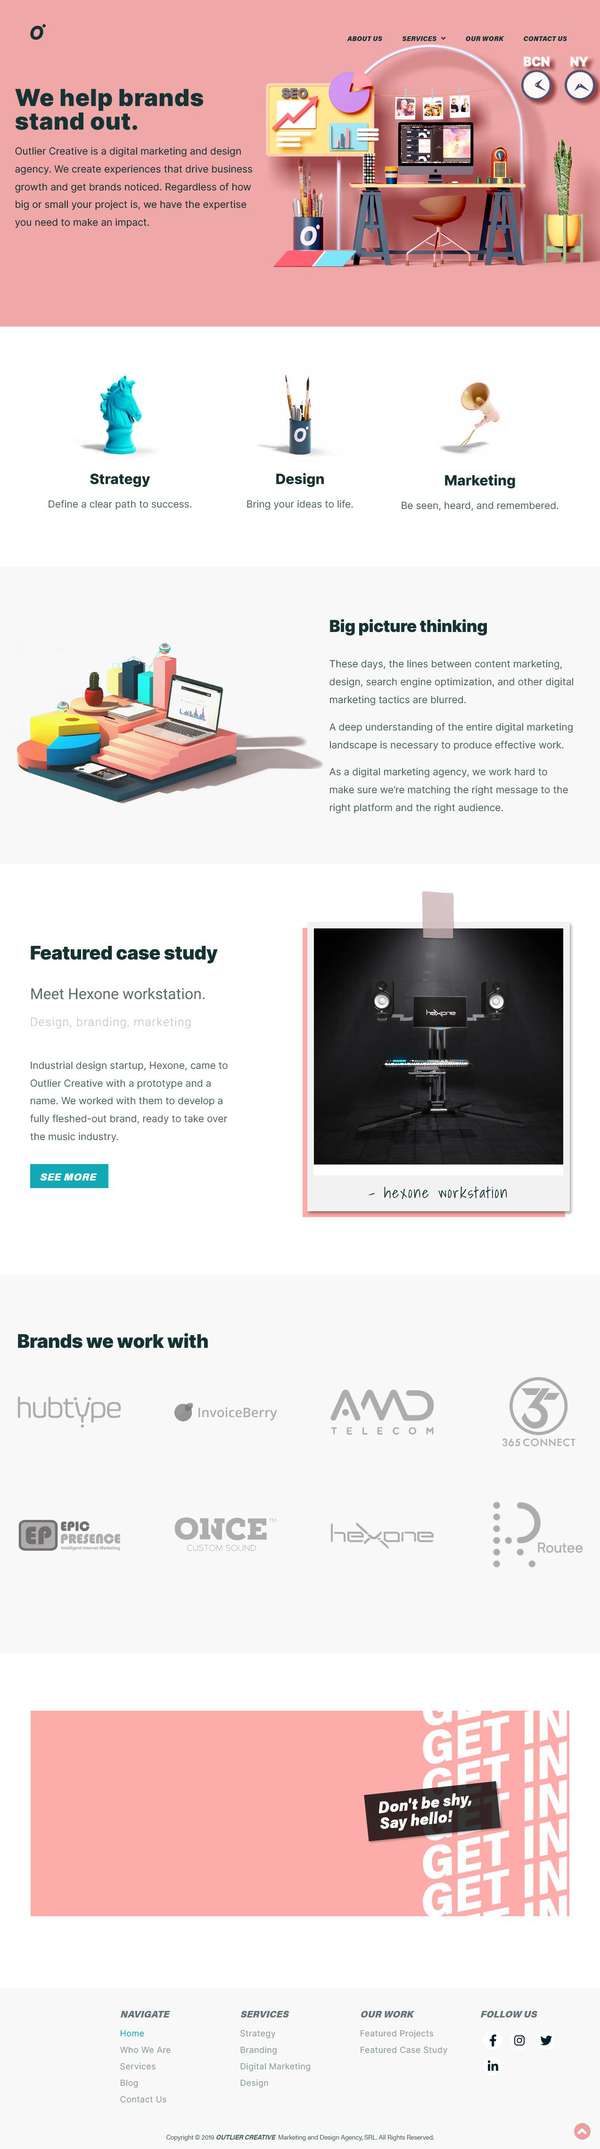 O
ABOUT US
SERVICES
OUR WORK
CONTACT US
BCN
NY
We help brands
stand out.
SEO
Outlier Creative is a digital marketing and design
agency. We create experiences that drive business
growth and get brands noticed. Regardless of how
big or small your project is, we have the expertise
you need to make an impact.
O
O
Strategy
Design
Marketing
Define a clear path to success.
Bring your ideas to life.
Be seen, heard, and remembered.
Big picture thinking
These days, the lines between content marketing,
design, search engine optimization, and other digital
marketing tactics are blurred.
A deep understanding of the entire digital marketing
landscape is necessary to produce effective work.
As a digital marketing agency, we work hard to
make sure we're matching the right message to the
right platform and the right audience.
Featured case study
Meet Hexone workstation.
Design, branding, marketing
Industrial design startup, Hexone, came to
Outlier Creative with a prototype and a
name. We worked with them to develop a
fully fleshed-out brand, ready to take over
the music industry.
SEE MORE
hexone
- hexone workstation
Brands we work with
hubtype
InvoiceBerry
AMD
TELECOM
365 CONNECT
EP EPIC
PRESENCE
Intelligent Internet Marketing
ONCE™
CUSTOM SOUND
hexone
Routee
GET IN
GET IN
GET IN
GET IN
GET IN
GET IN
Don't be shy,
Say hello!
NAVIGATE
Home
Who We Are
Services
Blog
Contact Us
SERVICES
Strategy
Branding
Digital Marketing
Design
OUR WORK
Featured Projects
Featured Case Study
FOLLOW US
Copyright © 2019 OUTLIER CREATIVE Marketing and Design Agency, SRL. All Rights Reserved.